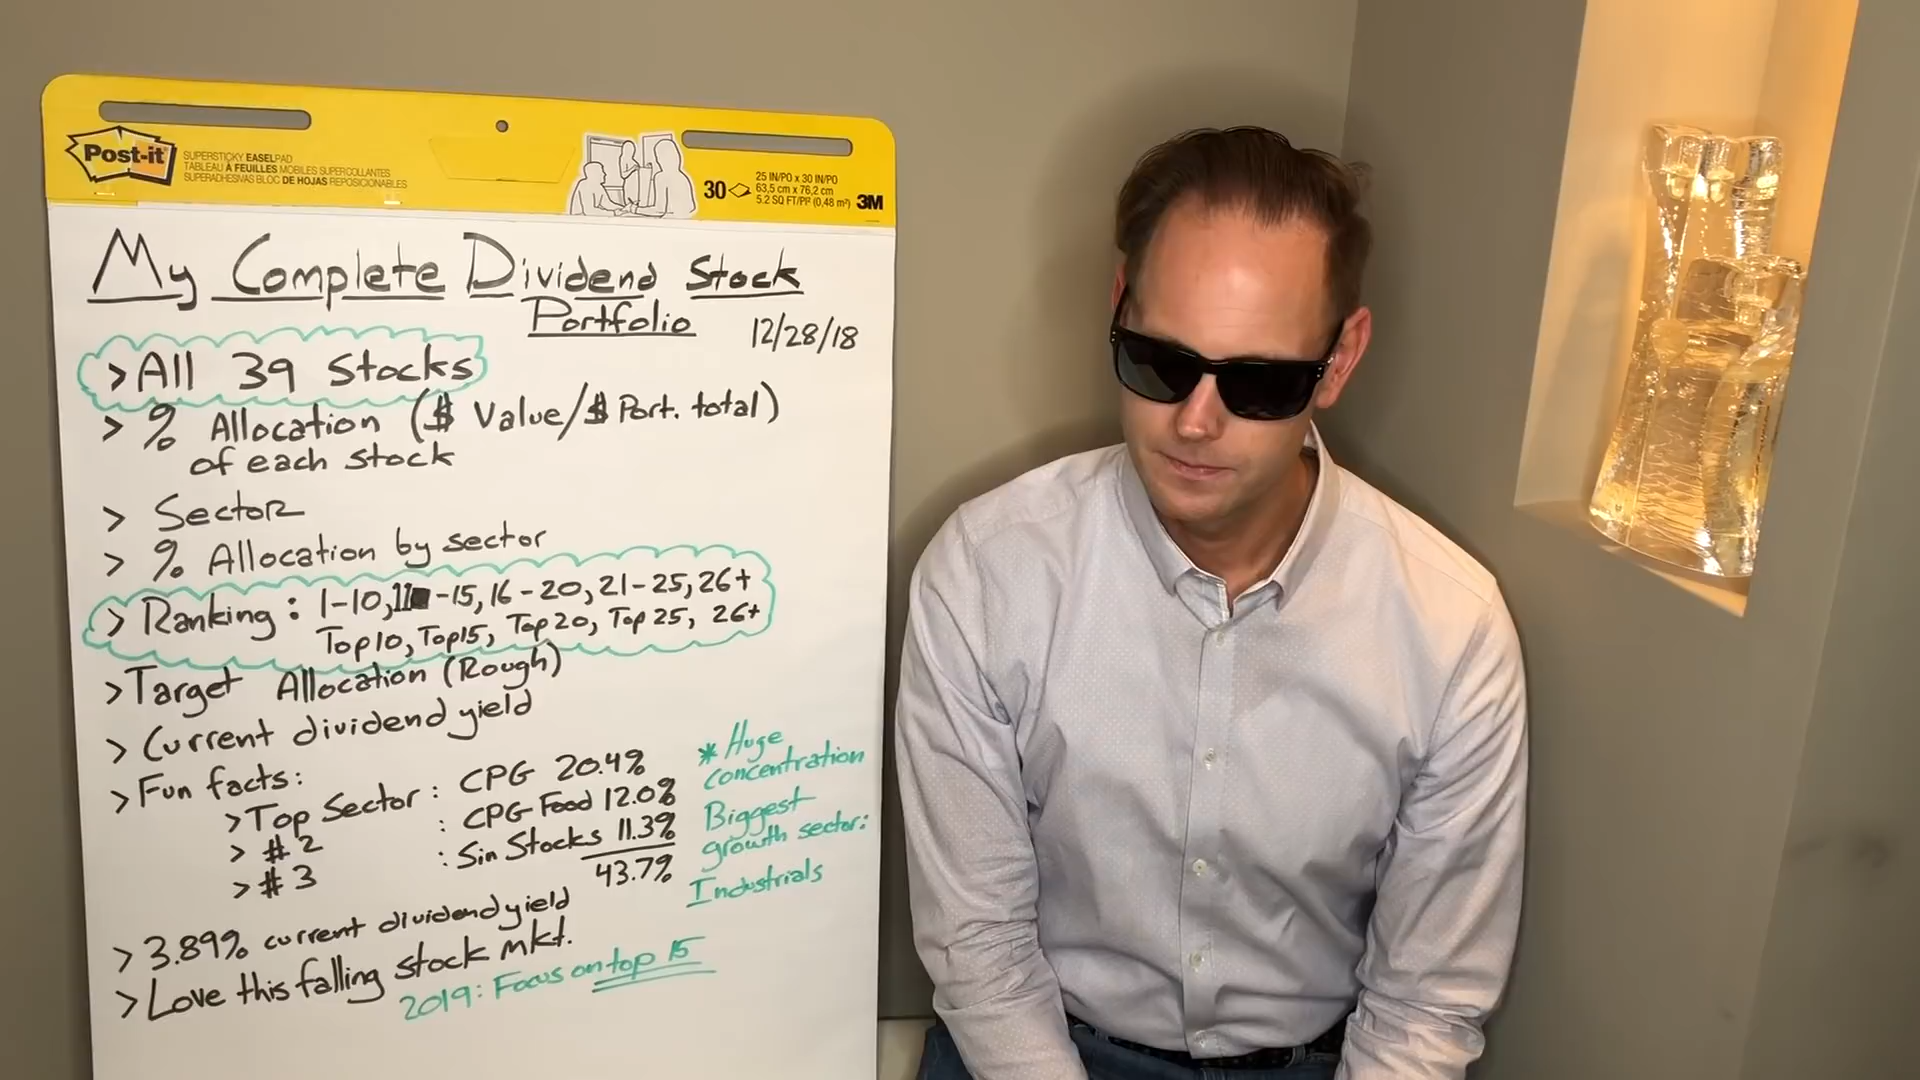 Post-it
SUPERSTICKY EASELPAD
TABLEAU À FEUILLES MOBILES SUPERCOLLANTES
SUPERADHESIVAS BLOC DE HOJAS REPOSICIONABLES
30
25 IN/PO x 30 IN/PO
63,5 cm x 76,2 cm
5.2 SQ FT/PI² (0,48 m²)
3M
My Complete Dividend Stock
Portfolio 12/28/18
> All 39 Stocks
> % Allocation ($ Value/$ Port. total)
of each stock
> Sector
> % Allocation by sector
> Ranking: 1-10, 11-15, 16-20, 21-25, 26+
Top 10, Top 15, Top 20, Top 25, 26+
> Target Allocation (Rough)
> Current dividend yield
> Fun facts:
> Top Sector : CPG 20.4%
> #2 : CPG Food 12.0%
> #3 : Sin Stocks 11.3%
43.7%
* Huge
concentration
Biggest
growth sector:
Industrials
> 3.89% current dividend yield
> Love this falling stock mkt.
2019: Focus on top 15